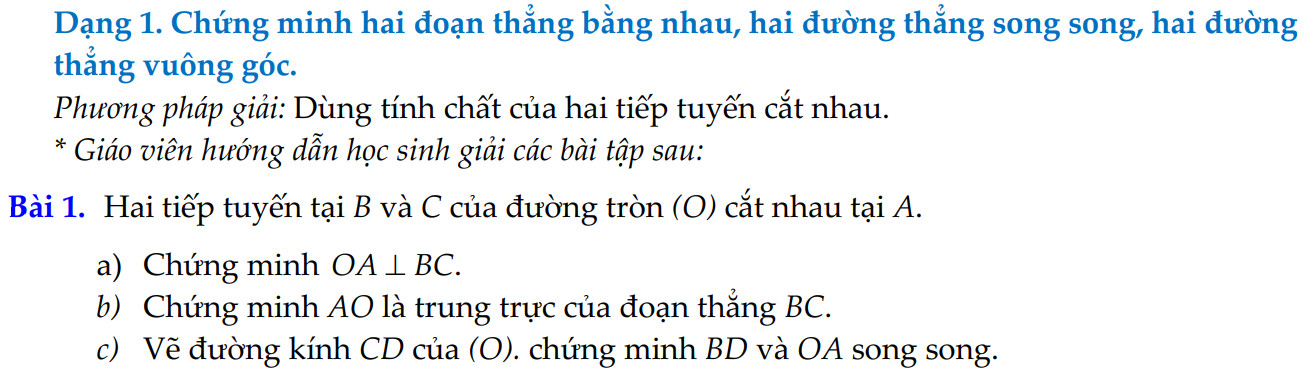 Dạng 1. Chứng minh hai đoạn thẳng bằng nhau, hai đường thẳng song song, hai đường
thẳng vuông góc.
Phương pháp giải: Dùng tính chất của hai tiếp tuyến cắt nhau.
* Giáo viên hướng dẫn học sinh giải các bài tập sau:
Bài 1. Hai tiếp tuyến tại B và C của đường tròn (O) cắt nhau tại A.
a) Chứng minh OA ⊥ BC.
b) Chứng minh AO là trung trực của đoạn thẳng BC.
c) Vẽ đường kính CD của (O). chứng minh BD và OA song song.